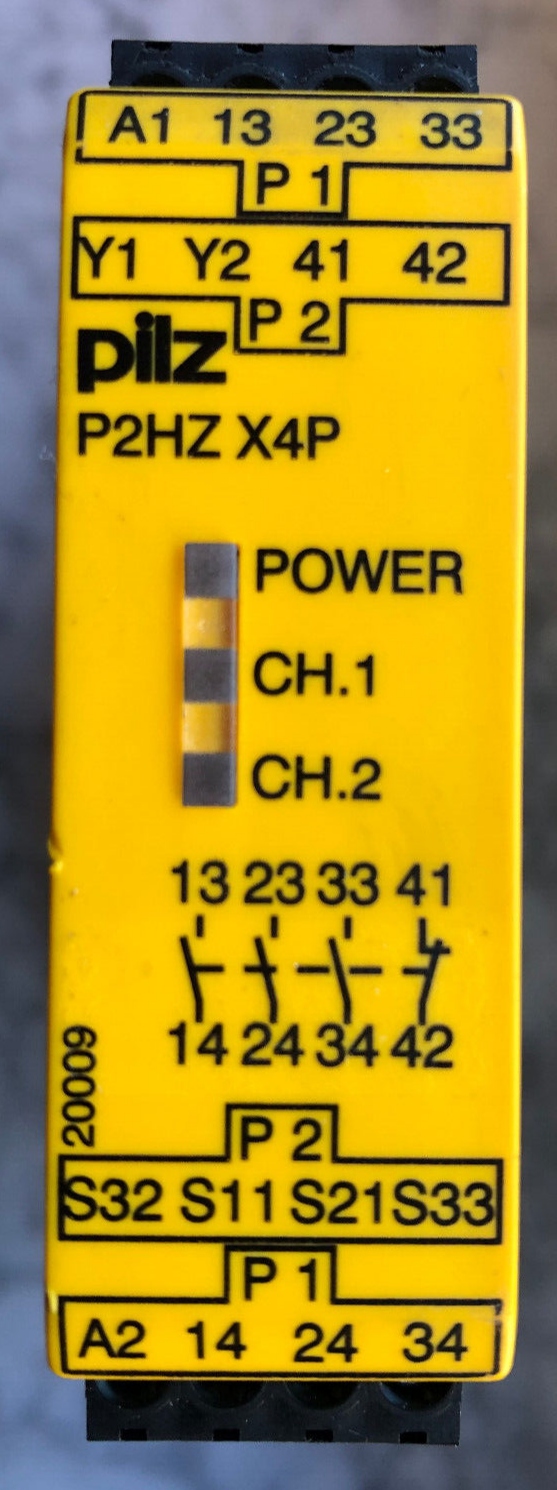 A1 13 23 33
P 1
Y1 Y2 41 42
P 2
pilz
P2HZ X4P
POWER
CH.1
CH.2
13 23 33 41
14 24 34 42
20009
P 2
S32 S11 S21 S33
P 1
A2 14 24 34